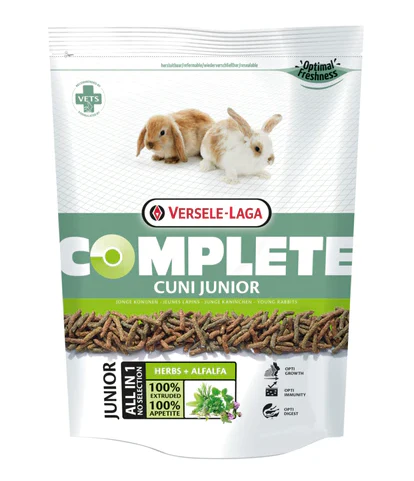 Optimal
Freshness
VETS
VERSELE-LAGA
COMPLETE
CUNI JUNIOR
JONGE KONIJNEN - JEUNES LAPINS - JUNGE KANINCHEN - YOUNG RABBITS
JUNIOR
ALL IN 1
NO SELECTION
HERBS + ALFALFA
100%
EXTRUDED
100%
APPETITE
OPTI
GROWTH
OPTI
IMMUNITY
OPTI
DIGEST